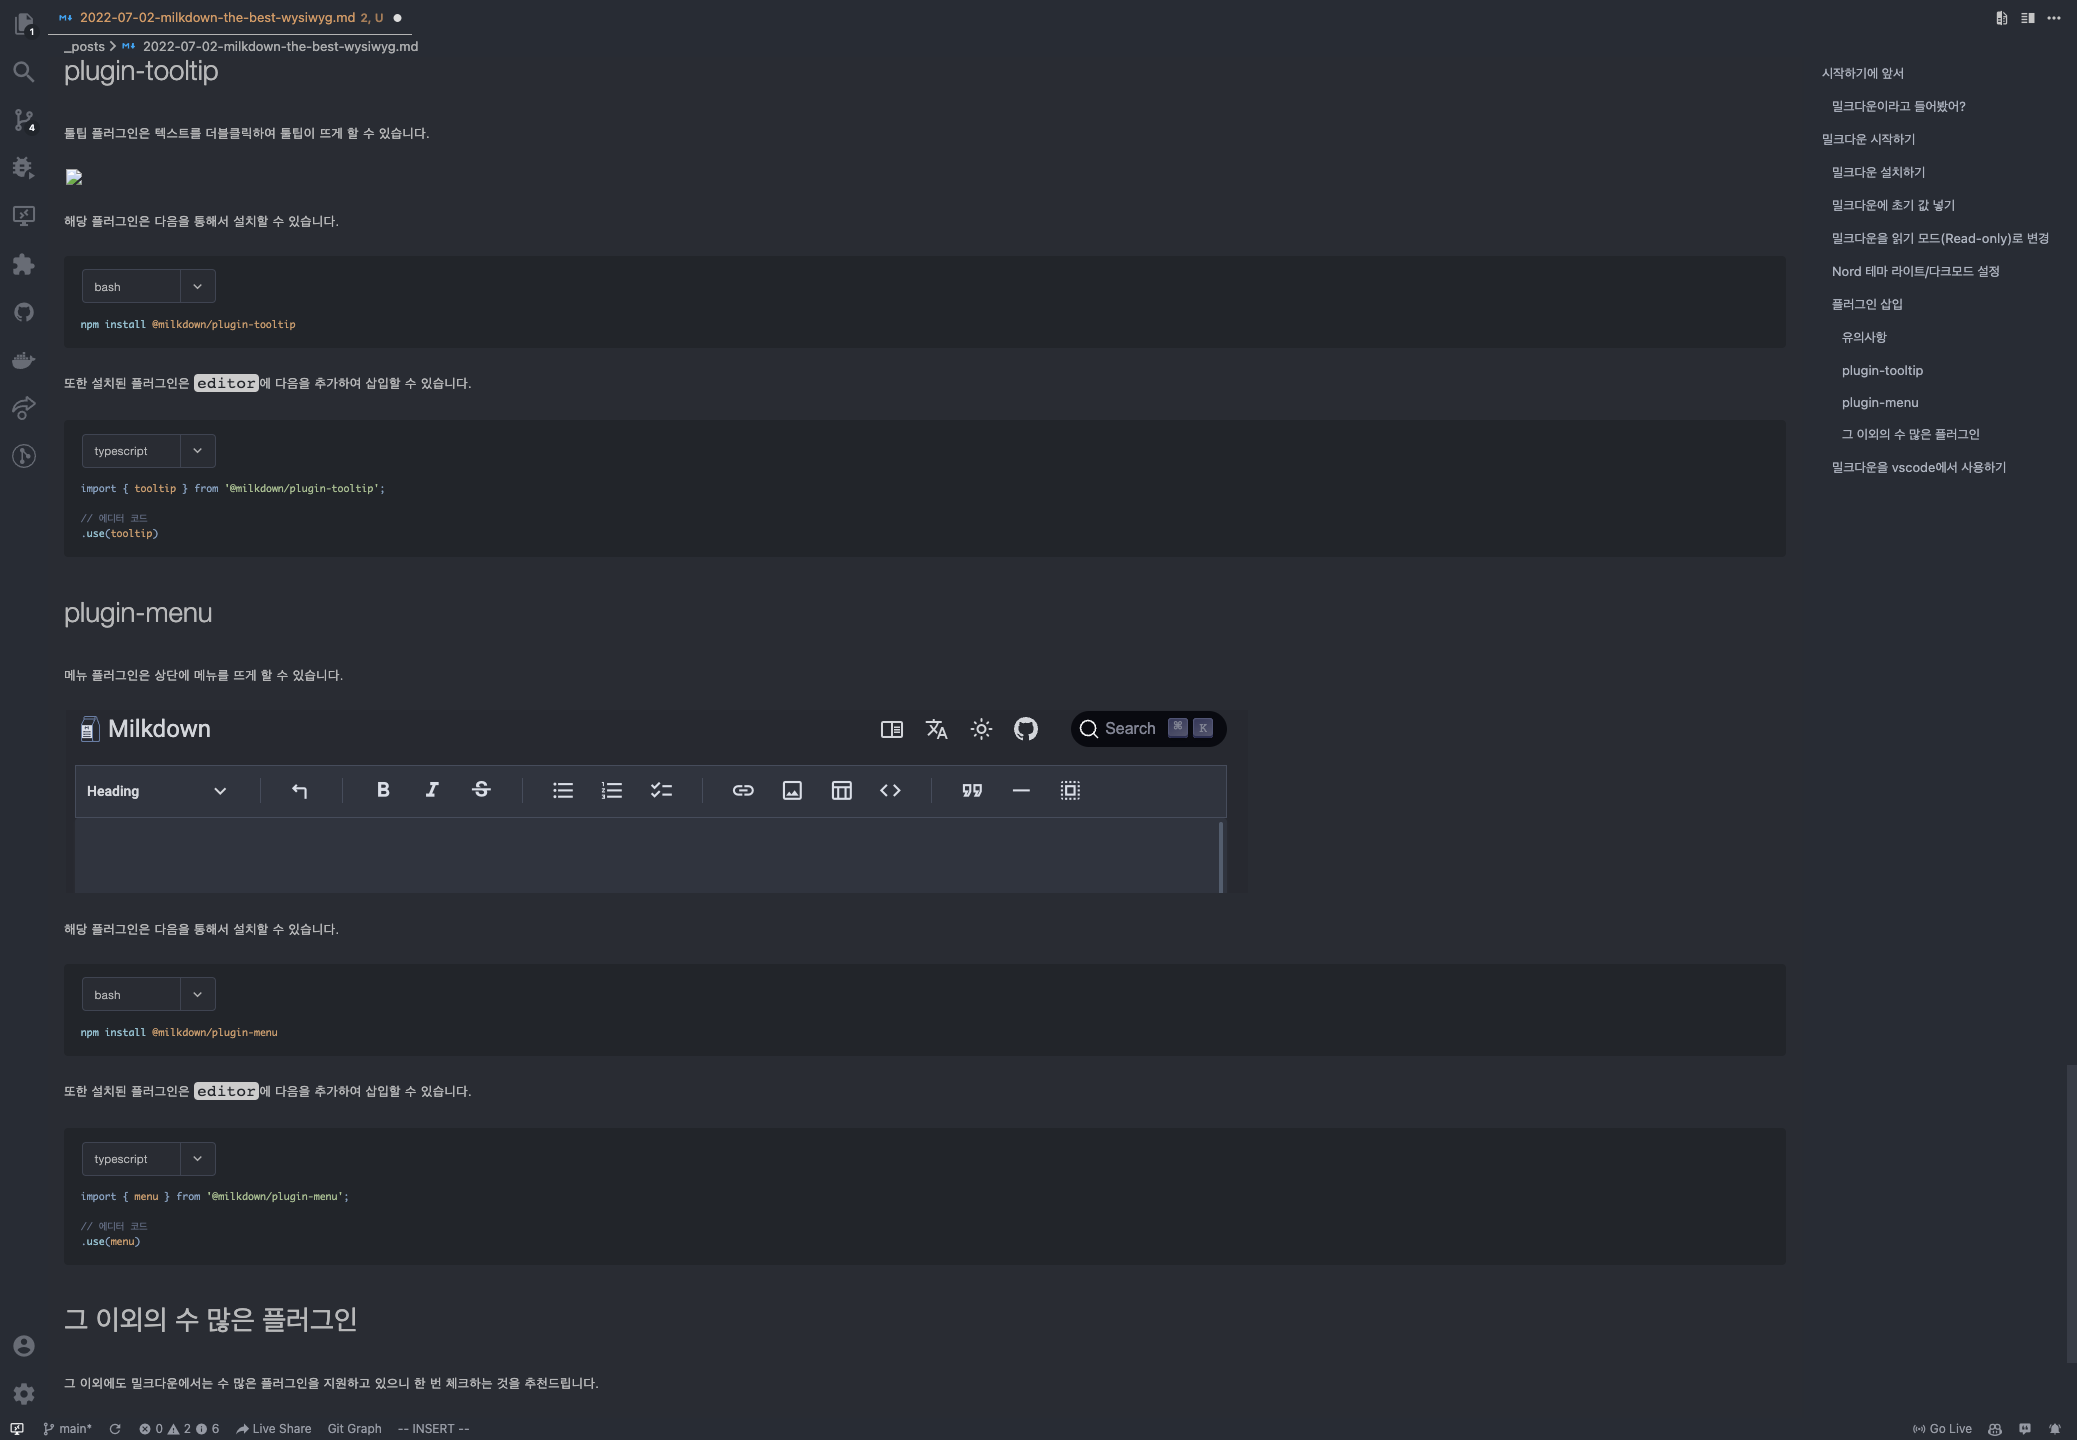 2022-07-02-milkdown-the-best-wysiwyg.md 2, U
_posts > 2022-07-02-milkdown-the-best-wysiwyg.md
1
4
plugin-tooltip
툴팁 플러그인은 텍스트를 더블클릭하여 툴팁이 뜨게 할 수 있습니다.
해당 플러그인은 다음을 통해서 설치할 수 있습니다.
bash
npm install @milkdown/plugin-tooltip
또한 설치된 플러그인은 editor에 다음을 추가하여 삽입할 수 있습니다.
typescript
import { tooltip } from '@milkdown/plugin-tooltip';
// 에디터 코드
.use(tooltip)
plugin-menu
메뉴 플러그인은 상단에 메뉴를 뜨게 할 수 있습니다.
Milkdown
Search ⌘ K
Heading
해당 플러그인은 다음을 통해서 설치할 수 있습니다.
bash
npm install @milkdown/plugin-menu
또한 설치된 플러그인은 editor에 다음을 추가하여 삽입할 수 있습니다.
typescript
import { menu } from '@milkdown/plugin-menu';
// 에디터 코드
.use(menu)
그 이외의 수 많은 플러그인
그 이외에도 밀크다운에서는 수 많은 플러그인을 지원하고 있으니 한 번 체크하는 것을 추천드립니다.
시작하기에 앞서
밀크다운이라고 들어봤어?
밀크다운 시작하기
밀크다운 설치하기
밀크다운에 초기 값 넣기
밀크다운을 읽기 모드(Read-only)로 변경
Nord 테마 라이트/다크모드 설정
플러그인 삽입
유의사항
plugin-tooltip
plugin-menu
그 이외의 수 많은 플러그인
밀크다운을 vscode에서 사용하기
main* 0 2 6 Live Share Git Graph -- INSERT -- Go Live